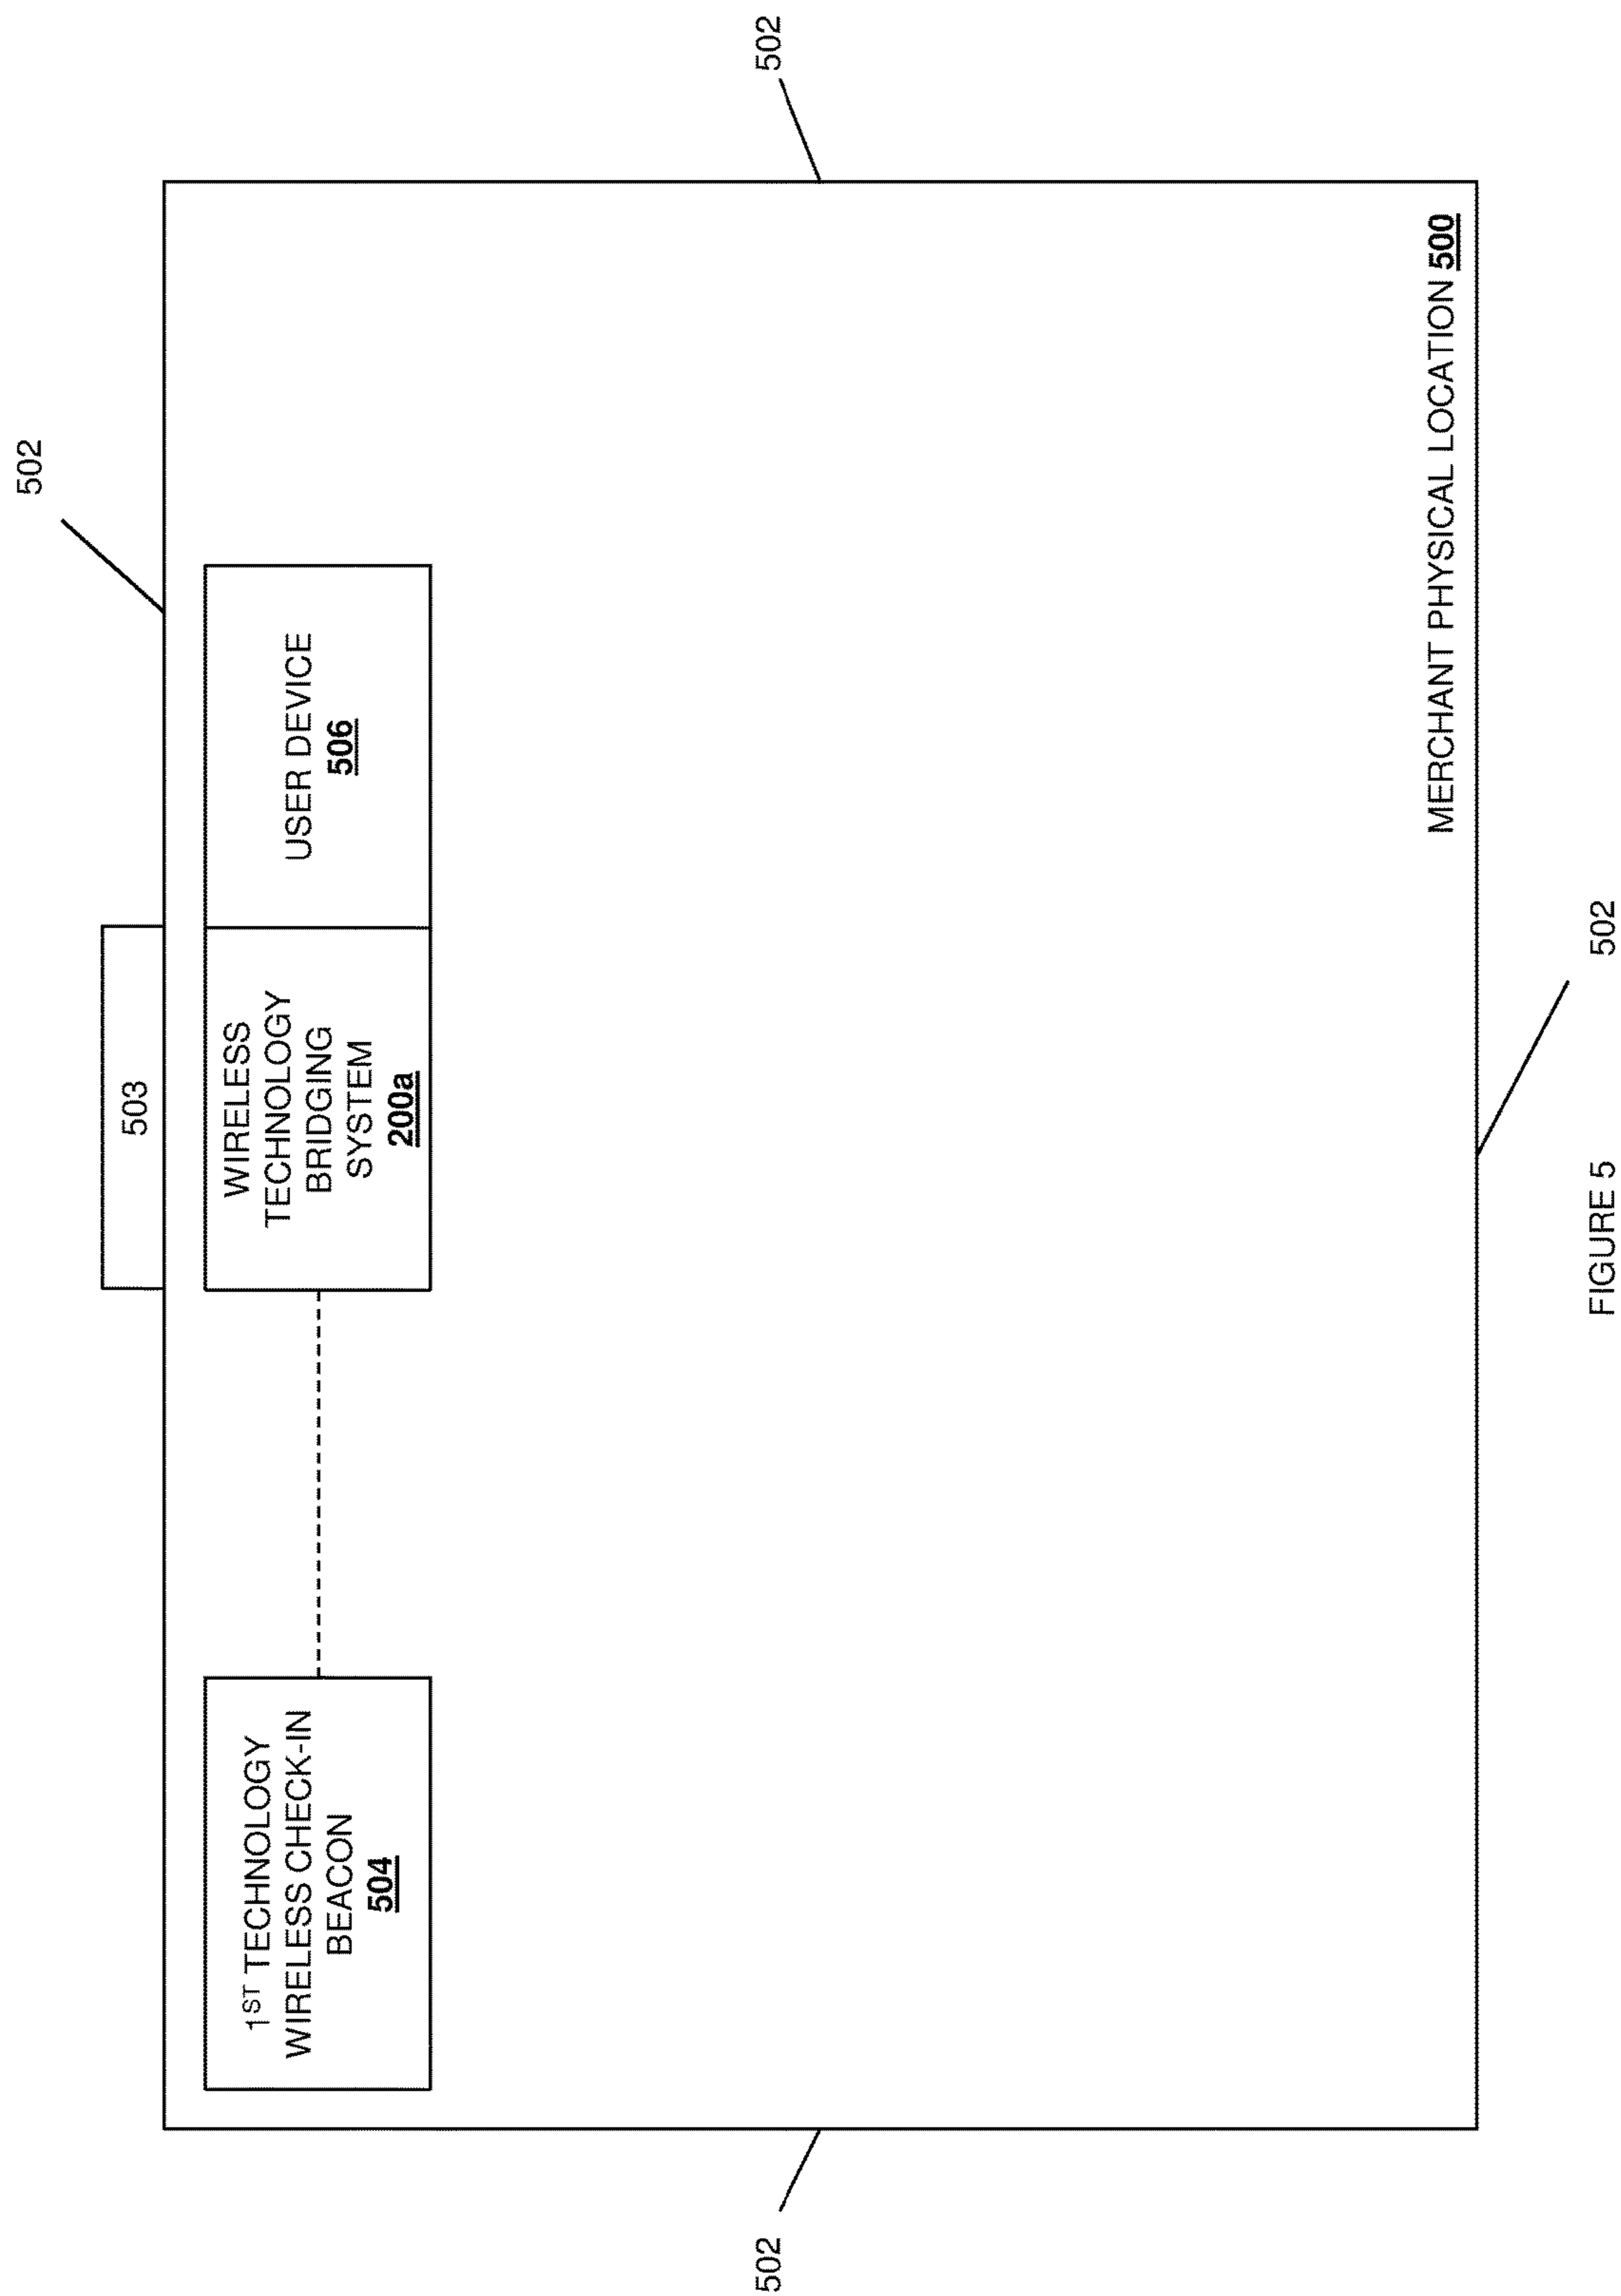 502
503
502
1ST TECHNOLOGY
WIRELESS CHECK-IN
BEACON
504
WIRELESS
TECHNOLOGY
BRIDGING
SYSTEM
200a
USER DEVICE
506
502
502
MERCHANT PHYSICAL LOCATION 500
502
FIGURE 5